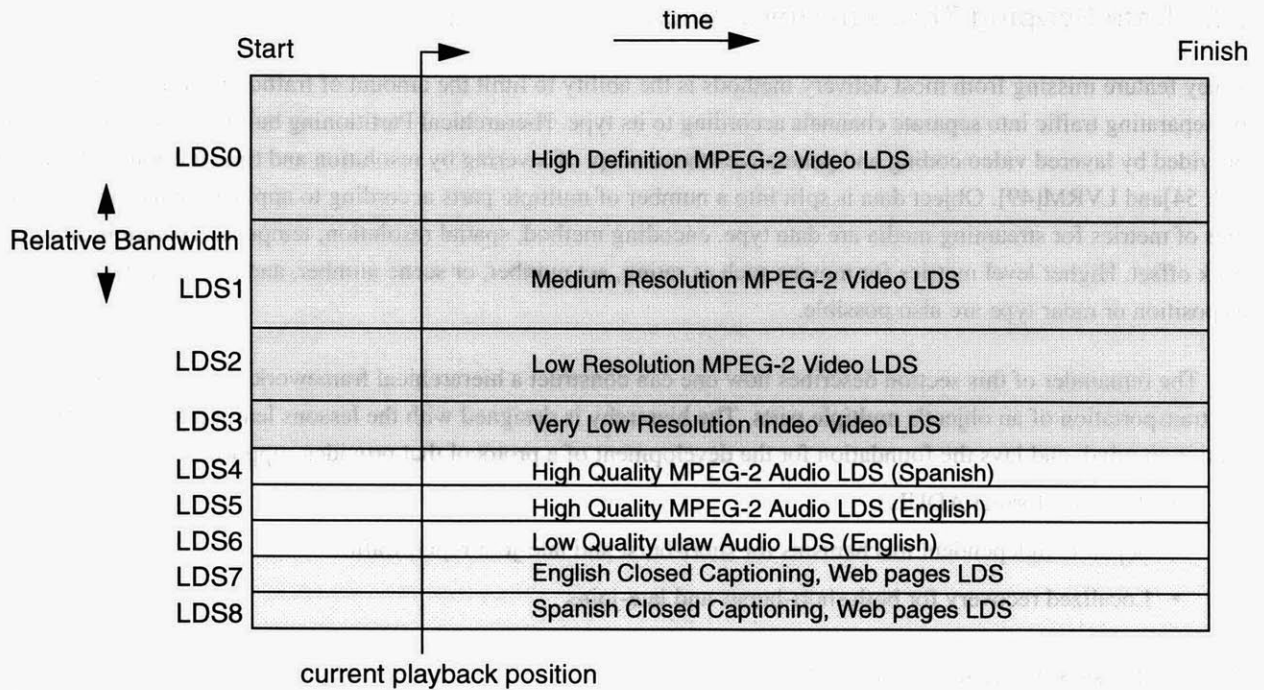 time
Start
Finish
LDS0 High Definition MPEG-2 Video LDS
Relative Bandwidth
LDS1 Medium Resolution MPEG-2 Video LDS
LDS2 Low Resolution MPEG-2 Video LDS
LDS3 Very Low Resolution Indeo Video LDS
LDS4 High Quality MPEG-2 Audio LDS (Spanish)
LDS5 High Quality MPEG-2 Audio LDS (English)
LDS6 Low Quality ulaw Audio LDS (English)
LDS7 English Closed Captioning, Web pages LDS
LDS8 Spanish Closed Captioning, Web pages LDS
current playback position